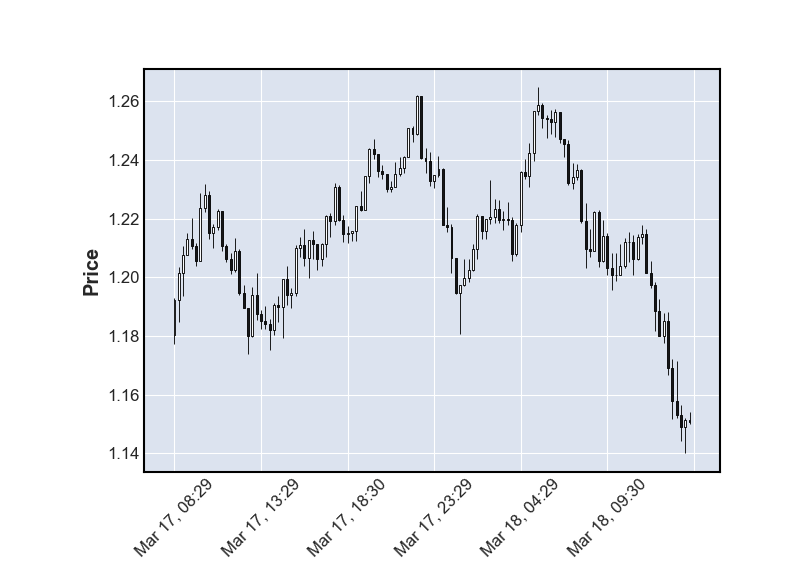 1.26
1.24
1.22
1.20
1.18
1.16
1.14
Price
Mar 17, 08:29
Mar 17, 13:29
Mar 17, 18:30
Mar 17, 23:29
Mar 18, 04:29
Mar 18, 09:30